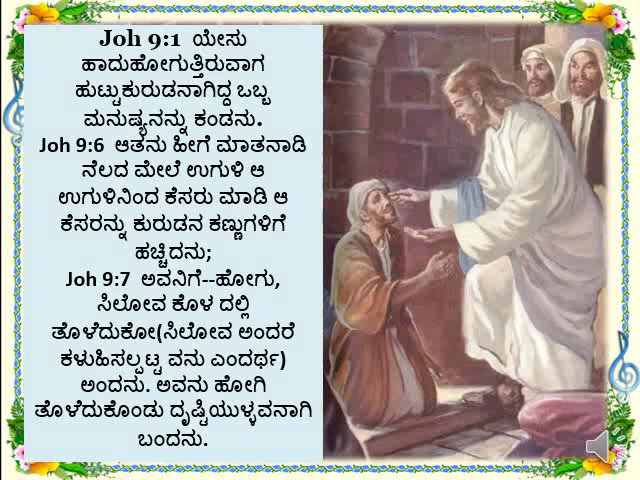 Joh 9:1 ಯೇಸು
ಹಾದುಹೋಗುತ್ತಿರುವಾಗ
ಹುಟ್ಟುಕುರುಡನಾಗಿದ್ದ ಒಬ್ಬ
ಮನುಷ್ಯನನ್ನು ಕಂಡನು.
Joh 9:6 ಆತನು ಹೀಗೆ ಮಾತನಾಡಿ
ನೆಲದ ಮೇಲೆ ಉಗುಳಿ ಆ
ಉಗುಳಿನಿಂದ ಕೆಸರು ಮಾಡಿ ಆ
ಕೆಸರನ್ನು ಕುರುಡನ ಕಣ್ಣುಗಳಿಗೆ
ಹಚ್ಚಿದನು;
Joh 9:7 ಅವನಿಗೆ--ಹೋಗು,
ಸಿಲೋವ ಕೊಳ ದಲ್ಲಿ
ತೊಳೆದುಕೋ(ಸಿಲೋವ ಅಂದರೆ
ಕಳುಹಿಸಲ್ಪಟ್ಟ ವನು ಎಂದರ್ಥ)
ಅಂದನು. ಅವನು ಹೋಗಿ
ತೊಳೆದುಕೊಂಡು ದೃಷ್ಟಿಯುಳ್ಳವನಾಗಿ
ಬಂದನು.